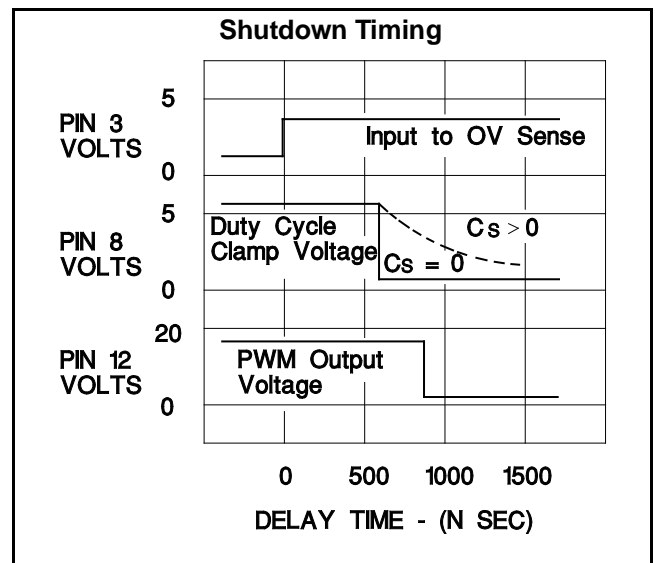 Shutdown Timing
5
PIN 3
VOLTS
0
Input to OV Sense
5
PIN 8
VOLTS
0
Duty Cycle
Clamp Voltage
Cs > 0
Cs = 0
20
PIN 12
VOLTS
0
PWM Output
Voltage
0 500 1000 1500
DELAY TIME - (N SEC)